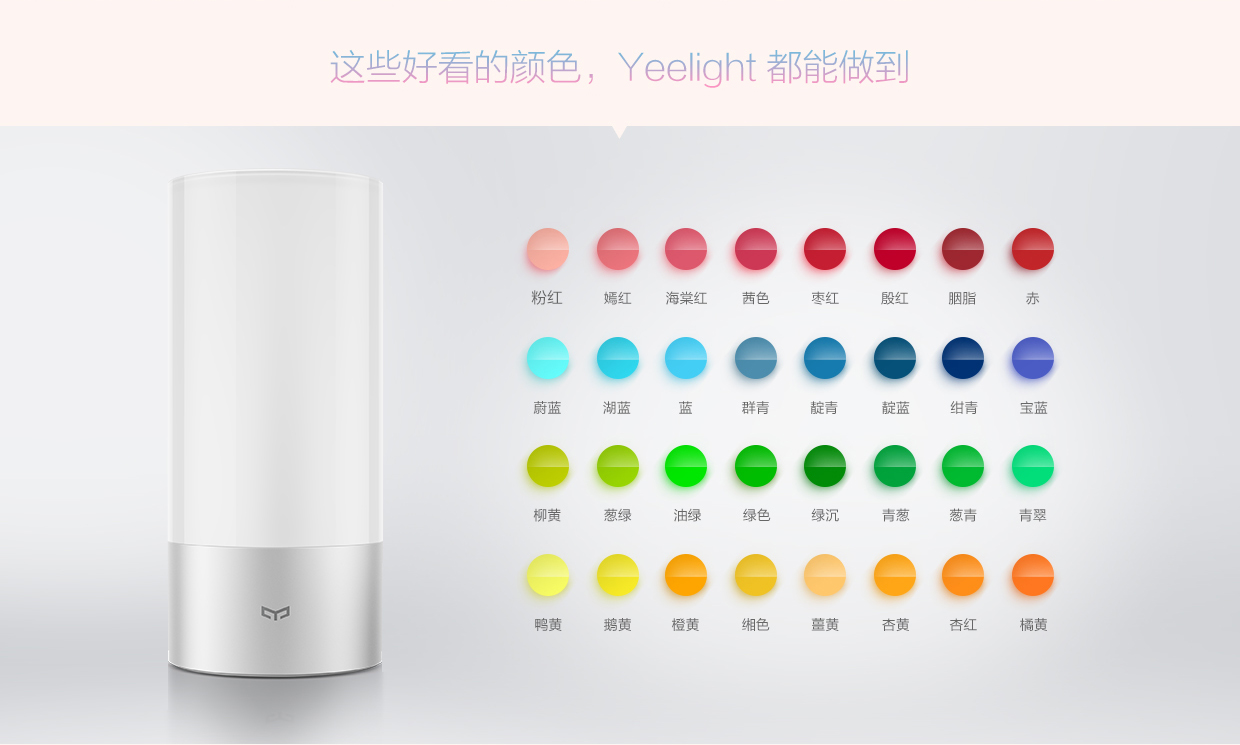 这些好看的颜色，Yeelight 都能做到
粉红 嫣红 海棠红 茜色 枣红 殷红 胭脂 赤
蔚蓝 湖蓝 蓝 群青 靛青 靛蓝 绀青 宝蓝
柳黄 葱绿 油绿 绿色 绿沉 青葱 葱青 青翠
鸭黄 鹅黄 橙黄 缃色 薑黄 杏黄 杏红 橘黄